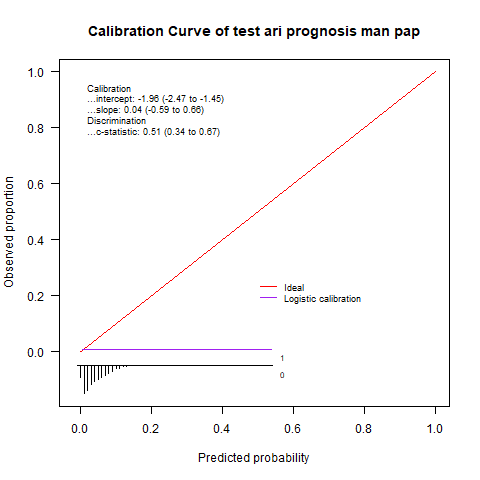 Calibration Curve of test ari prognosis man pap
Calibration
...intercept: -1.96 (-2.47 to -1.45)
...slope: 0.04 (-0.59 to 0.66)
Discrimination
...c-statistic: 0.51 (0.34 to 0.67)
Observed proportion
1.0
0.8
0.6
0.4
0.2
0.0
Ideal
Logistic calibration
1
0
0.0 0.2 0.4 0.6 0.8 1.0
Predicted probability